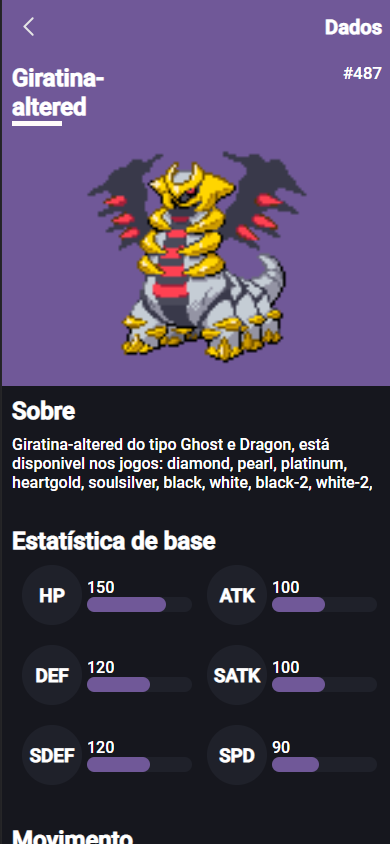 Dados
Giratina-
altered
#487
Sobre
Giratina-altered do tipo Ghost e Dragon, está
disponivel nos jogos: diamond, pearl, platinum,
heartgold, soulsilver, black, white, black-2, white-2,
Estatística de base
HP
150
ATK
100
DEF
120
SATK
100
SDEF
120
SPD
90
Movimento